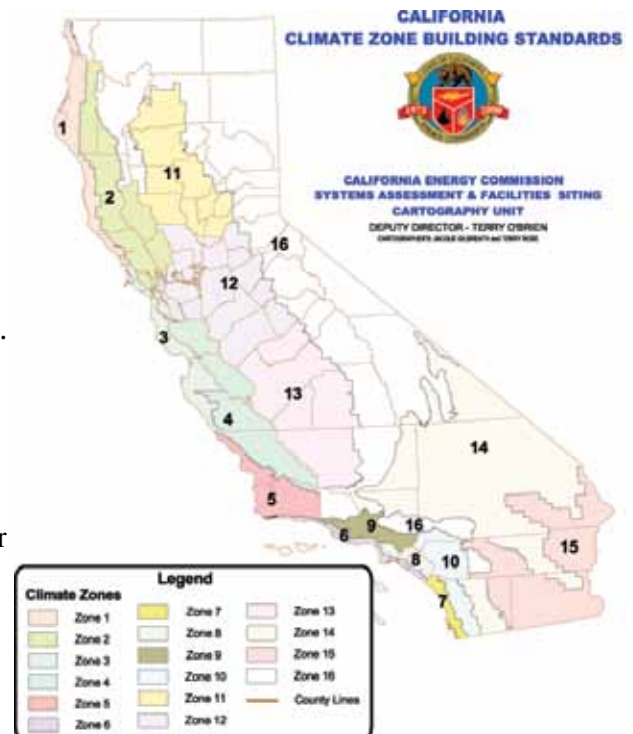 CALIFORNIA
CLIMATE ZONE BUILDING STANDARDS
CALIFORNIA ENERGY COMMISSION
SYSTEMS ASSESSMENT & FACILITIES SITING
CARTOGRAPHY UNIT
DEPUTY DIRECTOR - TERRY O'BRIEN
1
2
11
16
12
3
.
13
4
14
5
9
16
6
8
10
15
7
r
Legend
Climate Zones
Zone 1
Zone 2
Zone 3
Zone 4
Zone 5
Zone 6
Zone 7
Zone 8
Zone 9
Zone 10
Zone 11
Zone 12
Zone 13
Zone 14
Zone 15
Zone 16
County Lines